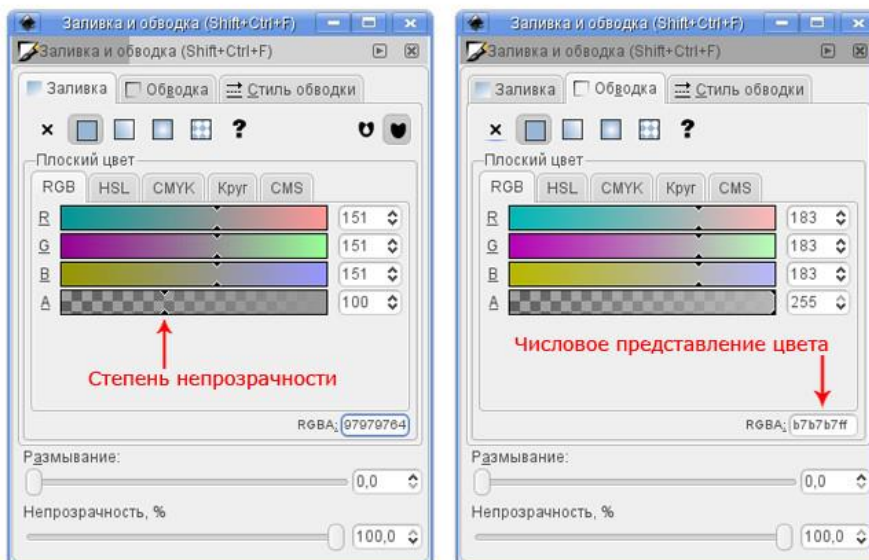 Заливка и обводка (Shift+Ctrl+F)
Заливка и обводка (Shift+Ctrl+F)
Заливка Обводка Стиль обводки
?
Плоский цвет
RGB HSL CMYK Круг CMS
R 151
G 151
B 151
A 100
Степень непрозрачности
RGBA: 97979764
Размывание:
0,0
Непрозрачность, %
100,0
Заливка и обводка (Shift+Ctrl+F)
Заливка и обводка (Shift+Ctrl+F)
Заливка Обводка Стиль обводки
?
Плоский цвет
RGB HSL CMYK Круг CMS
R 183
G 183
B 183
A 255
Числовое представление цвета
RGBA: b7b7b7ff
Размывание:
0,0
Непрозрачность, %
100,0